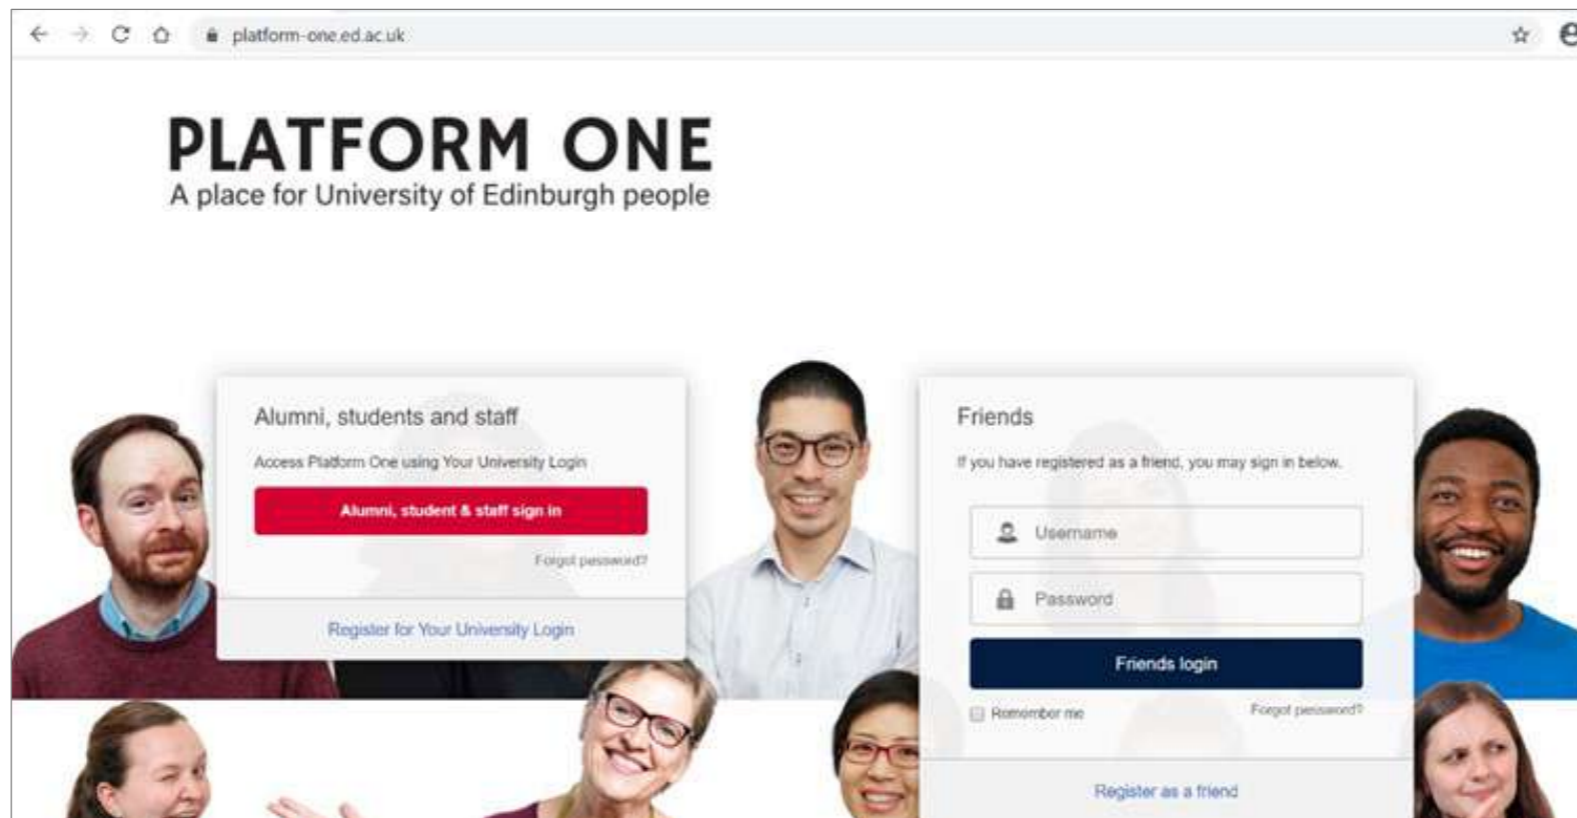 platform-one.ed.ac.uk
PLATFORM ONE
A place for University of Edinburgh people
Alumni, students and staff
Access Platform One using Your University Login
Alumni, student & staff sign in
Forgot password?
Register for Your University Login
Friends
If you have registered as a friend, you may sign in below.
Username
Password
Friends login
Remember me
Forgot password?
Register as a friend